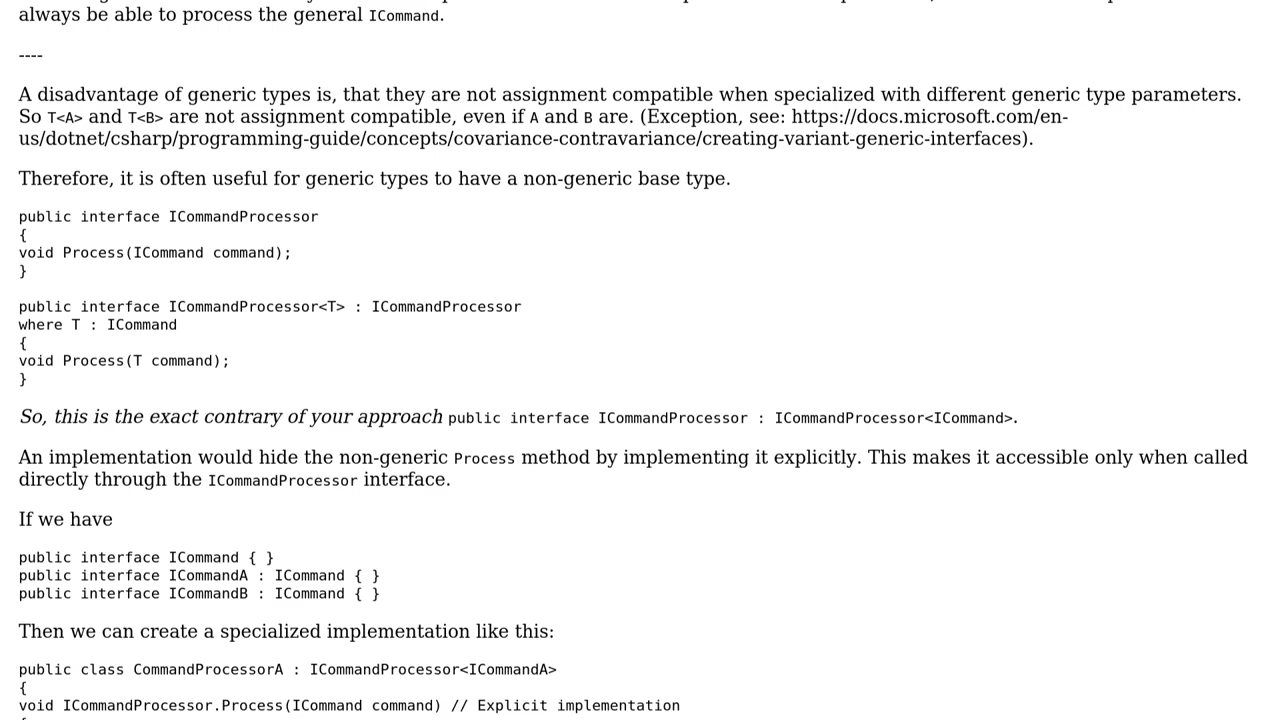 always be able to process the general ICommand.
----
A disadvantage of generic types is, that they are not assignment compatible when specialized with different generic type parameters.
So T<A> and T<B> are not assignment compatible, even if A and B are. (Exception, see: https://docs.microsoft.com/en-
us/dotnet/csharp/programming-guide/concepts/covariance-contravariance/creating-variant-generic-interfaces).
Therefore, it is often useful for generic types to have a non-generic base type.
public interface ICommandProcessor
{
void Process(ICommand command);
}
public interface ICommandProcessor<T> : ICommandProcessor
where T : ICommand
{
void Process(T command);
}
So, this is the exact contrary of your approach public interface ICommandProcessor : ICommandProcessor<ICommand>.
An implementation would hide the non-generic Process method by implementing it explicitly. This makes it accessible only when called
directly through the ICommandProcessor interface.
If we have
public interface ICommand { }
public interface ICommandA : ICommand { }
public interface ICommandB : ICommand { }
Then we can create a specialized implementation like this:
public class CommandProcessorA : ICommandProcessor<ICommandA>
{
void ICommandProcessor.Process(ICommand command) // Explicit implementation